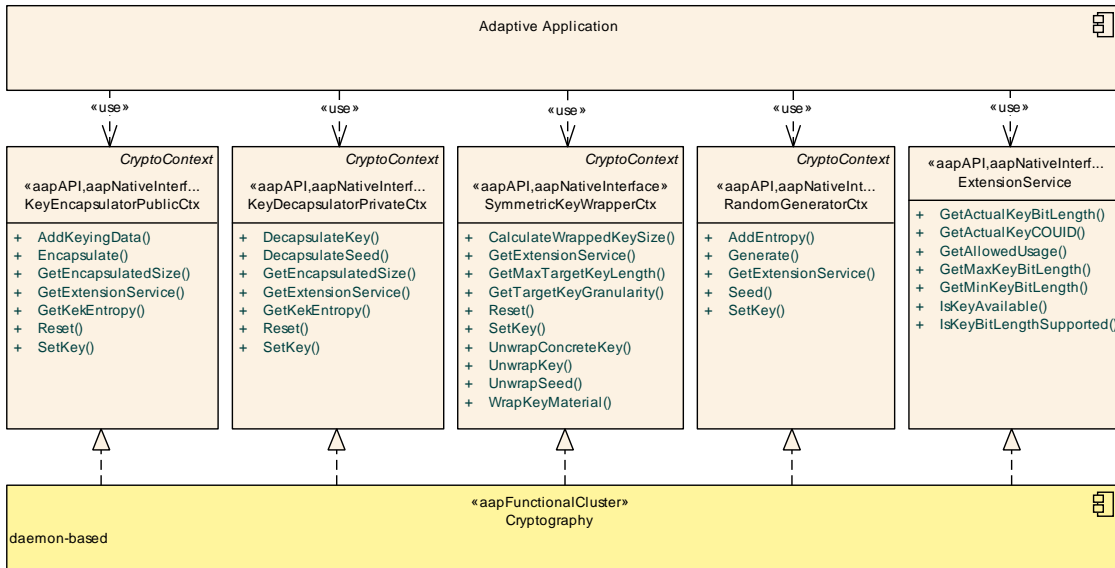 Adaptive Application
«use»
«use»
«use»
«use»
«use»
CryptoContext
«aapAPI,aapNativeInterf...
KeyEncapsulatorPublicCtx
+ AddKeyingData()
+ Encapsulate()
+ GetEncapsulatedSize()
+ GetExtensionService()
+ GetKekEntropy()
+ Reset()
+ SetKey()
CryptoContext
«aapAPI,aapNativeInterf...
KeyDecapsulatorPrivateCtx
+ DecapsulateKey()
+ DecapsulateSeed()
+ GetEncapsulatedSize()
+ GetExtensionService()
+ GetKekEntropy()
+ Reset()
+ SetKey()
CryptoContext
«aapAPI,aapNativeInterface»
SymmetricKeyWrapperCtx
+ CalculateWrappedKeySize()
+ GetExtensionService()
+ GetMaxTargetKeyLength()
+ GetTargetKeyGranularity()
+ Reset()
+ SetKey()
+ UnwrapConcreteKey()
+ UnwrapKey()
+ UnwrapSeed()
+ WrapKeyMaterial()
CryptoContext
«aapAPI,aapNativeInt...
RandomGeneratorCtx
+ AddEntropy()
+ Generate()
+ GetExtensionService()
+ Seed()
+ SetKey()
«aapAPI,aapNativeInterf...
ExtensionService
+ GetActualKeyBitLength()
+ GetActualKeyCOUID()
+ GetAllowedUsage()
+ GetMaxKeyBitLength()
+ GetMinKeyBitLength()
+ IsKeyAvailable()
+ IsKeyBitLengthSupported()
«aapFunctionalCluster»
Cryptography
daemon-based